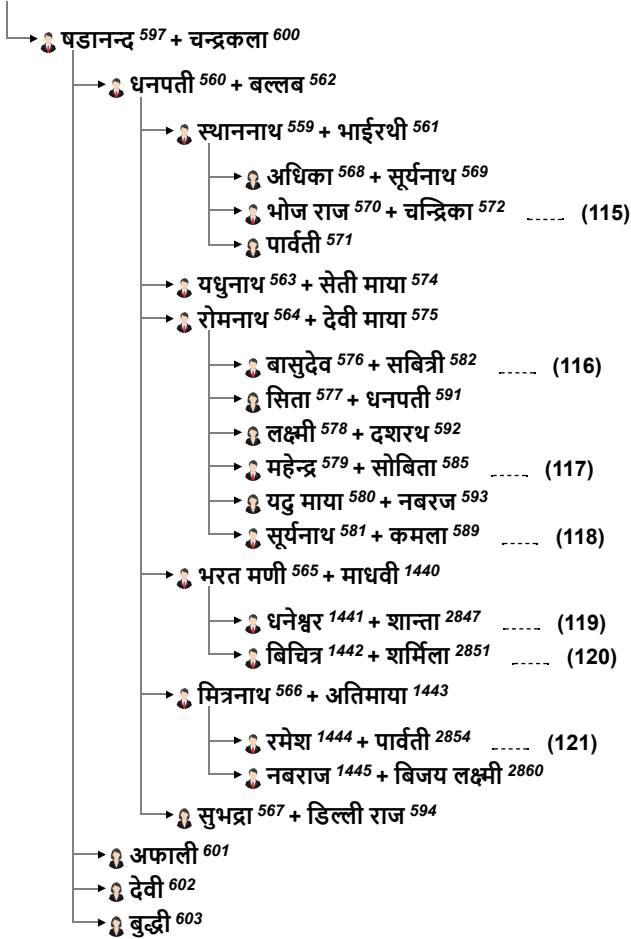 षडानन्द 597 + चन्द्रकला 600
धनपती 560 + बल्लब 562
स्थाननाथ 559 + भाईरथी 561
अधिका 568 + सूर्यनाथ 569
भोज राज 570 + चन्द्रिका 572 ...... (115)
पार्वती 571
यधुनाथ 563 + सेती माया 574
रोमनाथ 564 + देवी माया 575
बासुदेव 576 + सबित्री 582 ...... (116)
सिता 577 + धनपती 591
लक्ष्मी 578 + दशरथ 592
महेन्द्र 579 + सोबिता 585 ...... (117)
यदु माया 580 + नबरज 593
सूर्यनाथ 581 + कमला 589 ...... (118)
भरत मणी 565 + माधवी 1440
धनेश्वर 1441 + शान्ता 2847 ...... (119)
बिचित्र 1442 + शर्मिला 2851 ...... (120)
मित्रनाथ 566 + अतिमाया 1443
रमेश 1444 + पार्वती 2854 ...... (121)
नबराज 1445 + बिजय लक्ष्मी 2860
सुभद्रा 567 + डिल्ली राज 594
अफाली 601
देवी 602
बुद्धी 603